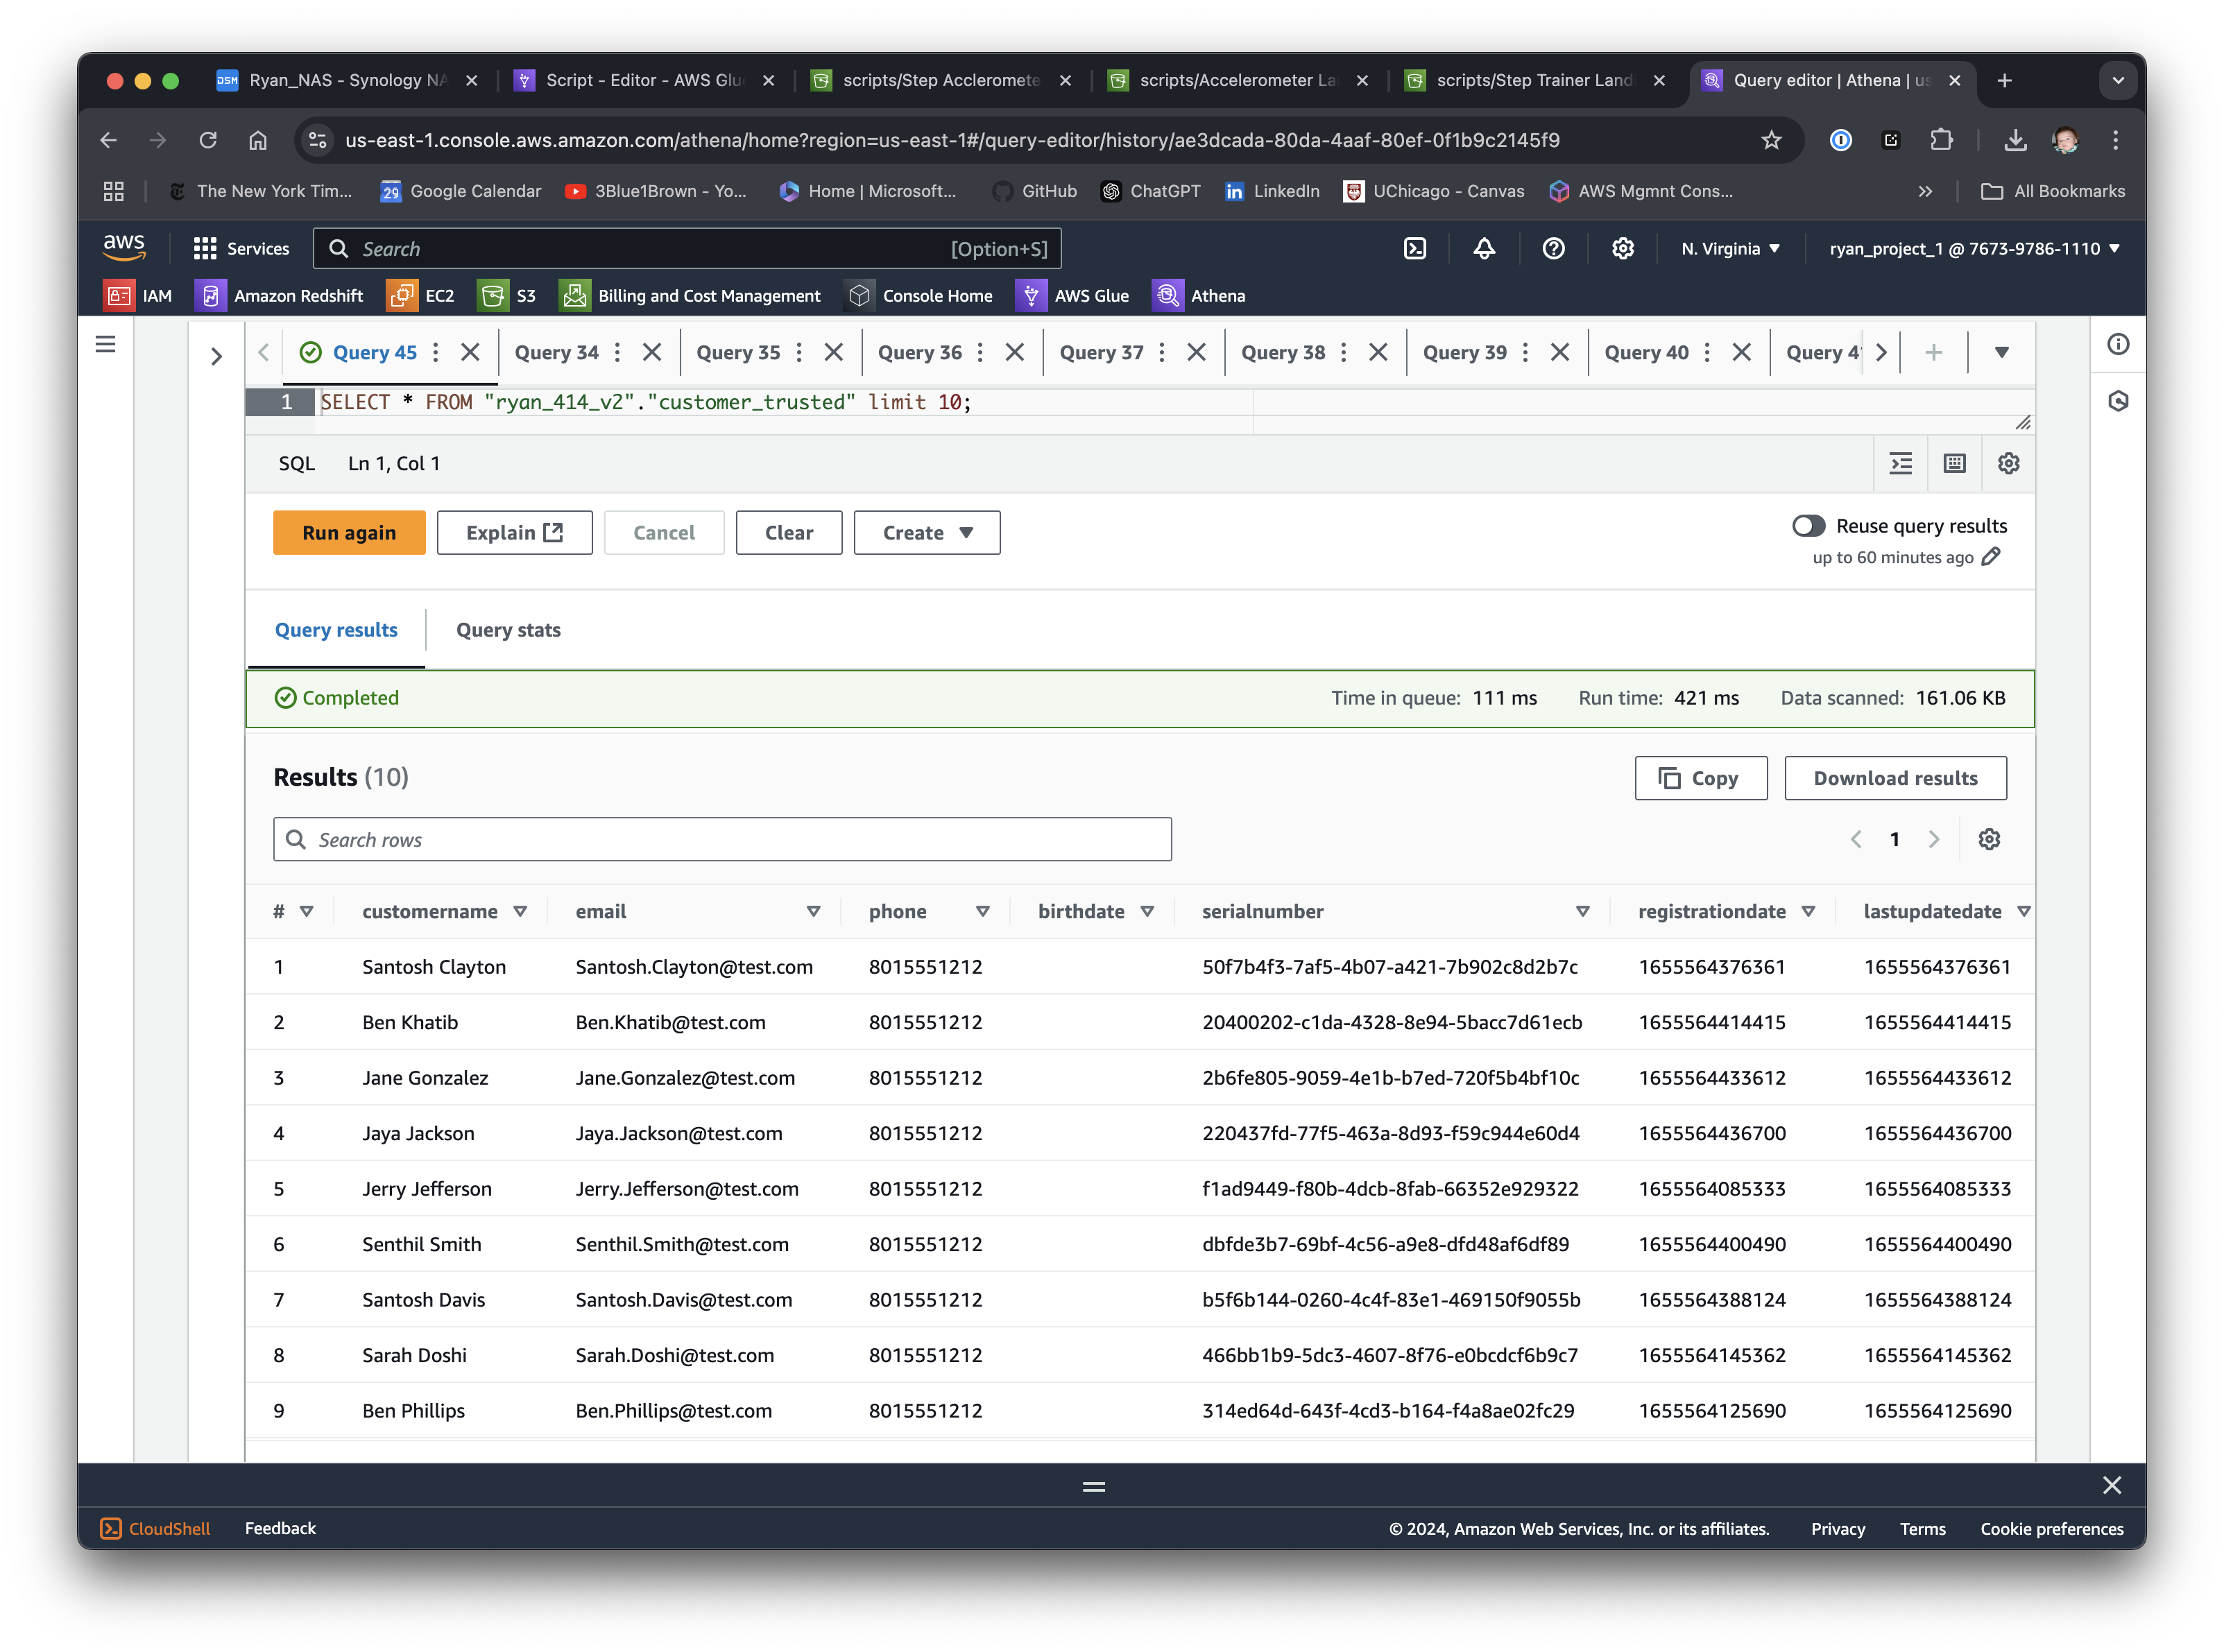 DSM Ryan_NAS - Synology NA
Script - Editor - AWS Glue
scripts/Step Acclerometer
scripts/Accelerometer La
scripts/Step Trainer Landi
Query editor | Athena | us
us-east-1.console.aws.amazon.com/athena/home?region=us-east-1#/query-editor/history/ae3dcada-80da-4aaf-80ef-0f1b9c2145f9
The New York Tim... 29 Google Calendar 3Blue1Brown - Yo... Home | Microsoft... GitHub ChatGPT LinkedIn UChicago - Canvas AWS Mgmnt Cons... All Bookmarks
aws Services Search [Option+S] N. Virginia ryan_project_1 @ 7673-9786-1110
IAM Amazon Redshift EC2 S3 Billing and Cost Management Console Home AWS Glue Athena
Query 45 Query 34 Query 35 Query 36 Query 37 Query 38 Query 39 Query 40 Query 4
1 SELECT * FROM "ryan_414_v2"."customer_trusted" limit 10;
SQL Ln 1, Col 1
Run again Explain Cancel Clear Create Reuse query results
up to 60 minutes ago
Query results Query stats
Completed Time in queue: 111 ms Run time: 421 ms Data scanned: 161.06 KB
Results (10) Copy Download results
Search rows 1
# customername email phone birthdate serialnumber registrationdate lastupdatedate
1 Santosh Clayton Santosh.Clayton@test.com 8015551212 50f7b4f3-7af5-4b07-a421-7b902c8d2b7c 1655564376361 1655564376361
2 Ben Khatib Ben.Khatib@test.com 8015551212 20400202-c1da-4328-8e94-5bacc7d61ecb 1655564414415 1655564414415
3 Jane Gonzalez Jane.Gonzalez@test.com 8015551212 2b6fe805-9059-4e1b-b7ed-720f5b4bf10c 1655564433612 1655564433612
4 Jaya Jackson Jaya.Jackson@test.com 8015551212 220437fd-77f5-463a-8d93-f59c944e60d4 1655564436700 1655564436700
5 Jerry Jefferson Jerry.Jefferson@test.com 8015551212 f1ad9449-f80b-4dcb-8fab-66352e929322 1655564085333 1655564085333
6 Senthil Smith Senthil.Smith@test.com 8015551212 dbfde3b7-69bf-4c56-a9e8-dfd48af6df89 1655564400490 1655564400490
7 Santosh Davis Santosh.Davis@test.com 8015551212 b5f6b144-0260-4c4f-83e1-469150f9055b 1655564388124 1655564388124
8 Sarah Doshi Sarah.Doshi@test.com 8015551212 466bb1b9-5dc3-4607-8f76-e0bcdcf6b9c7 1655564145362 1655564145362
9 Ben Phillips Ben.Phillips@test.com 8015551212 314ed64d-643f-4cd3-b164-f4a8ae02fc29 1655564125690 1655564125690
CloudShell Feedback © 2024, Amazon Web Services, Inc. or its affiliates. Privacy Terms Cookie preferences